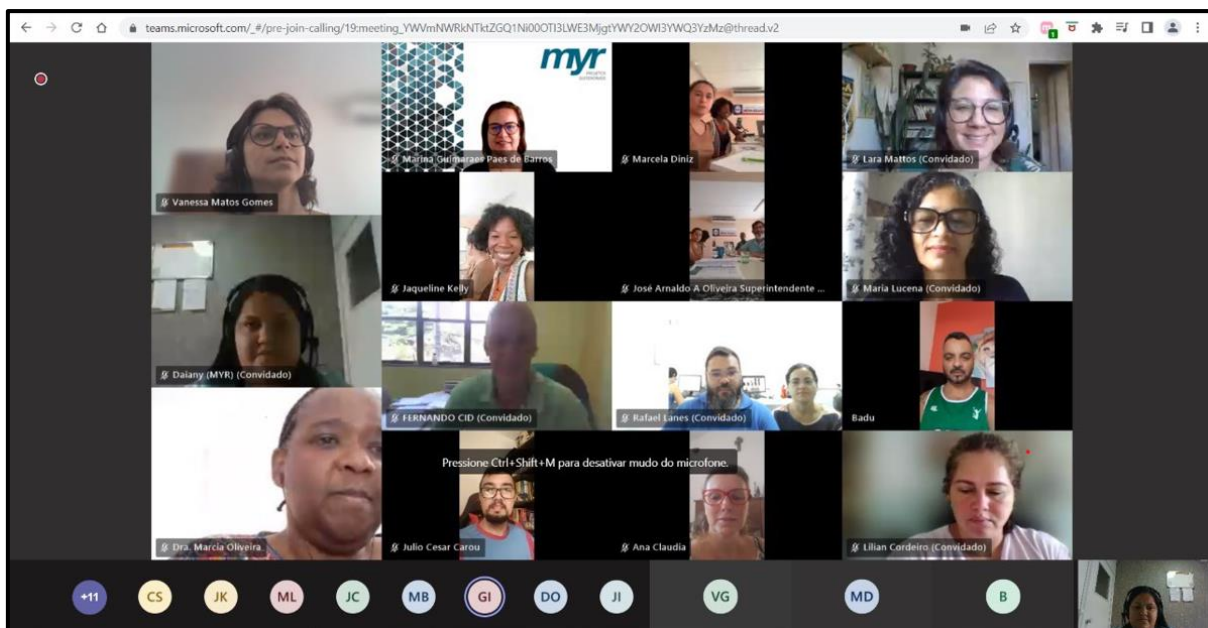 teams.microsoft.com/_#/pre-join-calling/19:meeting_YWVmNWRkNTktZGQ1Ni00OTI3LWE3MjgtYWY2OWI3YWQ3YzMz@thread.v2
myr
Vanessa Matos Gomes
Marina Guimaraes Paes de Barros
Marcela Diniz
Lara Mattos (Convidado)
Jaqueline Kelly
José Arnaldo A Oliveira Superintendente ...
Maria Lucena (Convidado)
Daiany (MYR) (Convidado)
FERNANDO CID (Convidado)
Rafael Lanes (Convidado)
Badu
Pressione Ctrl+Shift+M para desativar mudo do microfone.
Dra. Marcia Oliveira
Julio Cesar Carou
Ana Claudia
Lilian Cordeiro (Convidado)
+11
CS
JK
ML
JC
MB
GI
DO
JI
VG
MD
B